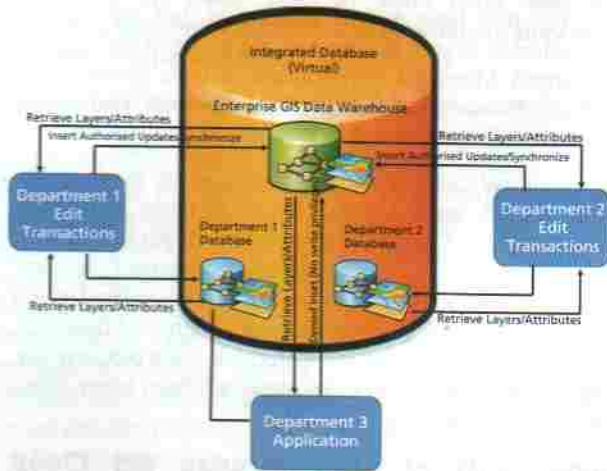 Integrated Database
(Virtual)
Enterprise GIS Data Warehouse
Retrieve Layers/Attributes
Insert Authorised Updates/Synchronize
Retrieve Layers/Attributes
Insert Authorised Updates/Synchronize
Department 1
Edit
Transactions
Department 2
Edit
Transactions
Department 1
Database
Department 2
Database
Retrieve Layers/Attributes
(No write
Retrieve Layers/Attributes
Retrieve Layers/Attributes
Department 3
Application